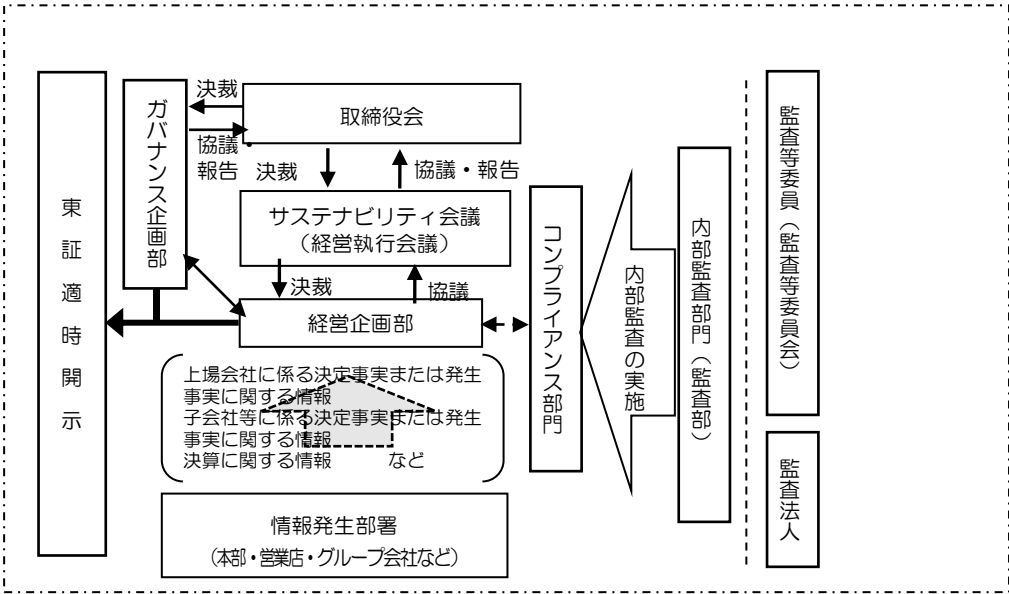 東証適時開示
ガバナンス企画部
決裁
協議・
報告
取締役会
決裁
協議・報告
サステナビリティ会議
(経営執行会議)
決裁
協議
経営企画部
上場会社に係る決定事実または発生
事実に関する情報
子会社等に係る決定事実または発生
事実に関する情報
決算に関する情報 など
情報発生部署
(本部・営業店・グループ会社など)
コンプライアンス部門
内部監査の実施
内部監査部門(監査部)
監査等委員(監査等委員会)
監査法人